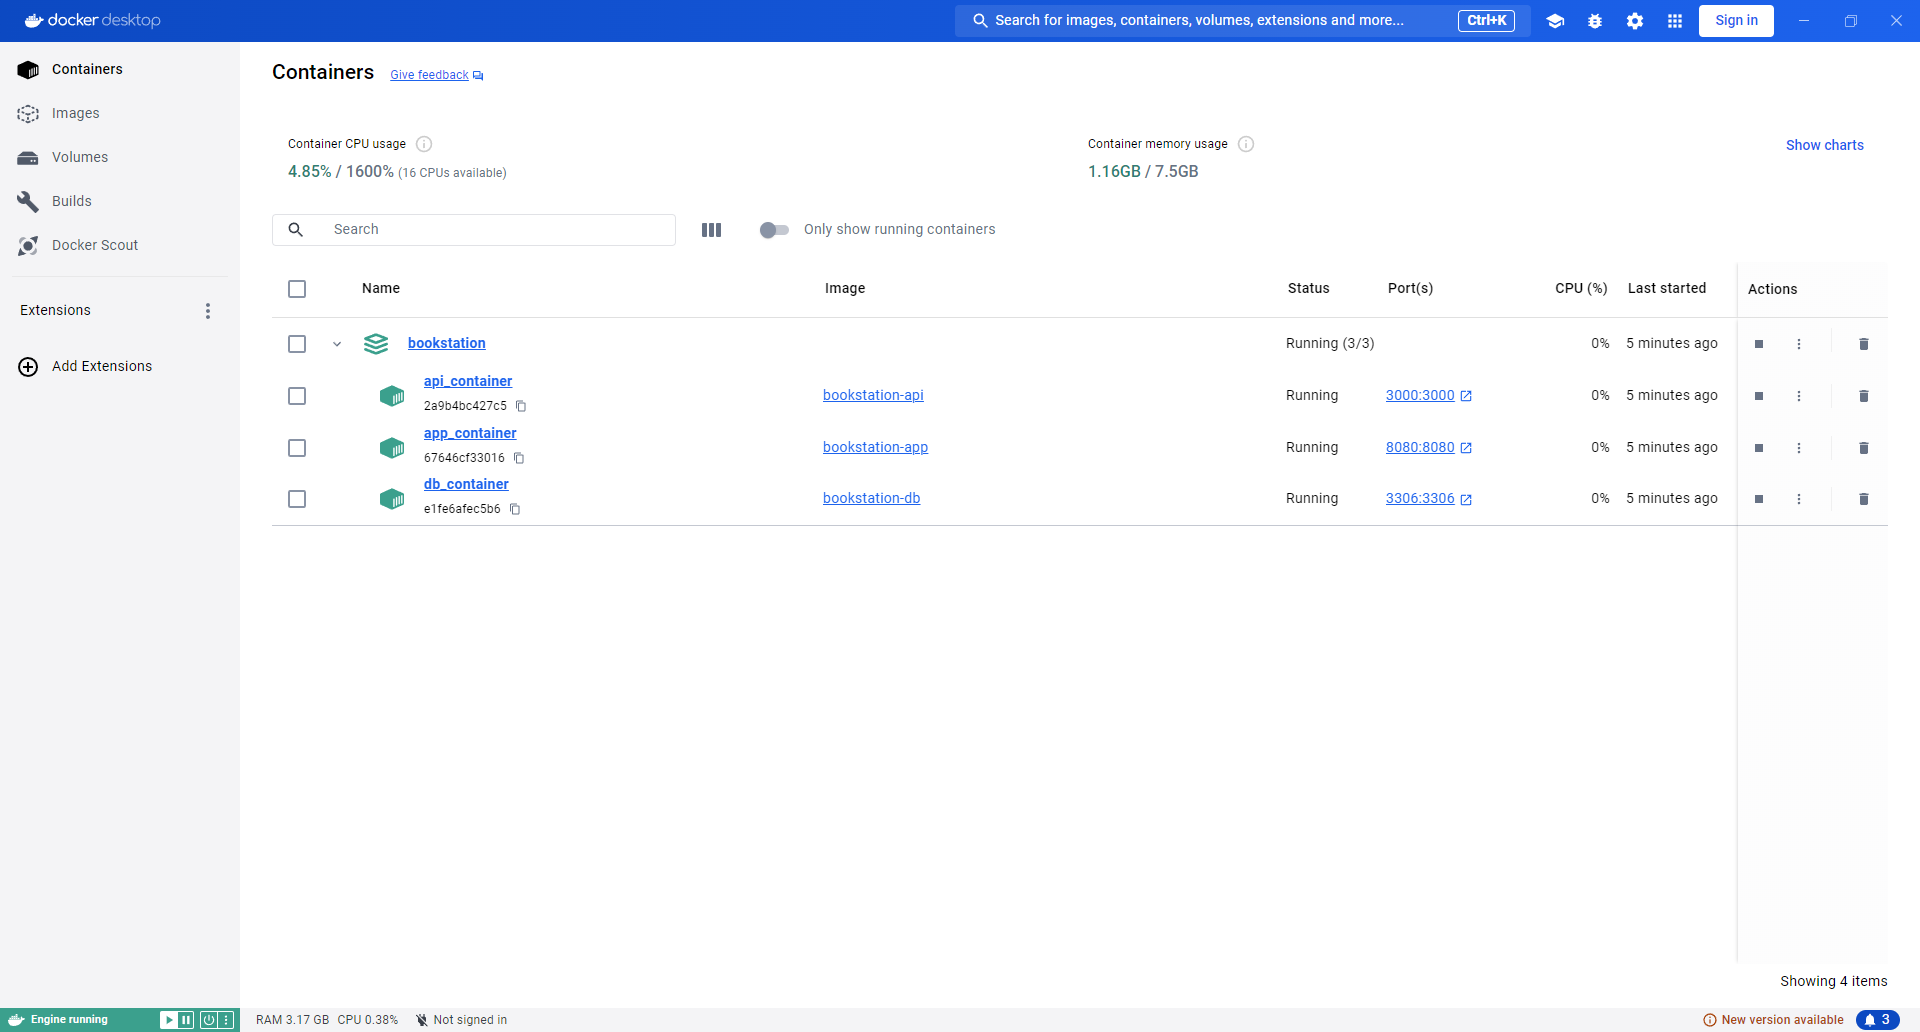 docker desktop
Search for images, containers, volumes, extensions and more... Ctrl+K
Sign in
Containers
Images
Volumes
Builds
Docker Scout
Extensions
Add Extensions
Containers Give feedback
Container CPU usage
4.85% / 1600% (16 CPUs available)
Container memory usage
1.16GB / 7.5GB
Show charts
Search
Only show running containers
Name Image Status Port(s) CPU (%) Last started Actions
bookstation Running (3/3) 0% 5 minutes ago
api_container
2a9b4bc427c5
bookstation-api Running 3000:3000 0% 5 minutes ago
app_container
67646cf33016
bookstation-app Running 8080:8080 0% 5 minutes ago
db_container
e1fe6afec5b6
bookstation-db Running 3306:3306 0% 5 minutes ago
Showing 4 items
Engine running
RAM 3.17 GB CPU 0.38% Not signed in
New version available 3